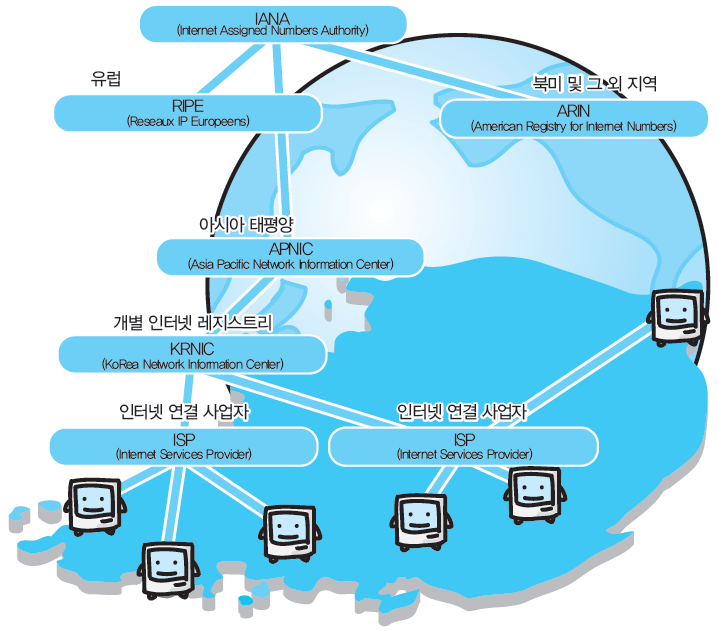 IANA
(Internet Assigned Numbers Authority)
유럽
RIPE
(Reseaux IP Europeens)
북미 및 그 외 지역
ARIN
(American Registry for Internet Numbers)
아시아 태평양
APNIC
(Asia Pacific Network Information Center)
개별 인터넷 레지스트리
KRNIC
(KoRea Network Information Center)
인터넷 연결 사업자
ISP
(Internet Services Provider)
인터넷 연결 사업자
ISP
(Internet Services Provider)